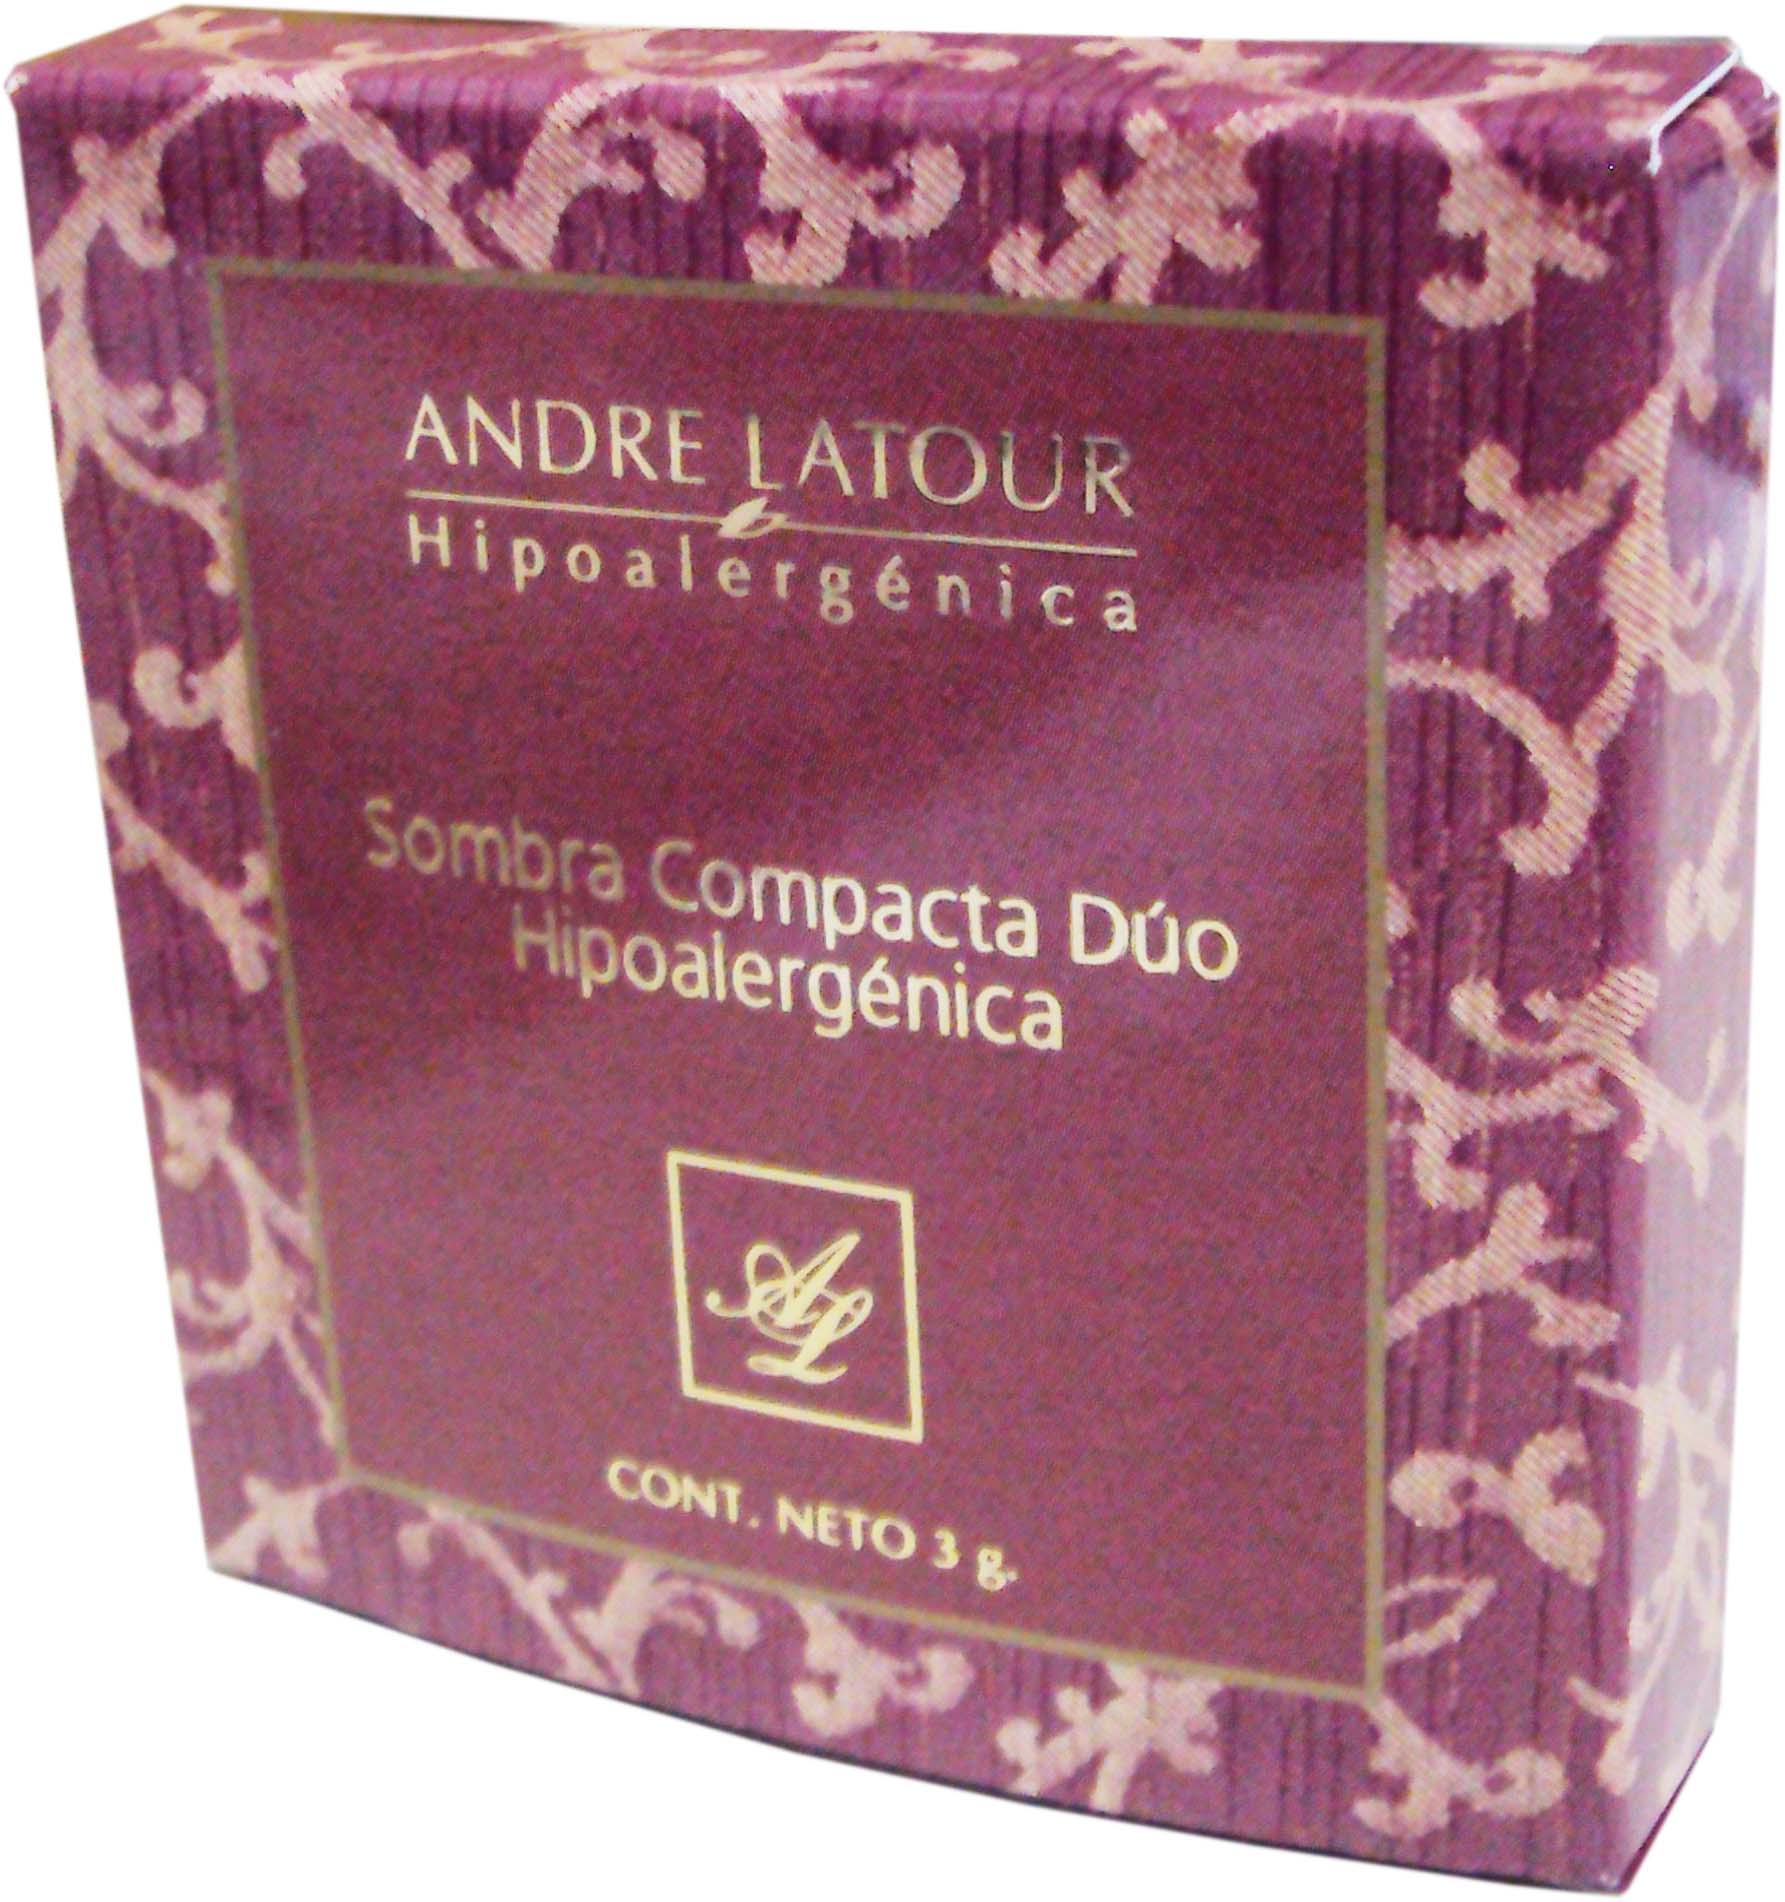 ANDRE LATOUR
Hipoalergénica
Sombra Compacta Dúo
Hipoalergénica
AL
CONT. NETO 3 g.